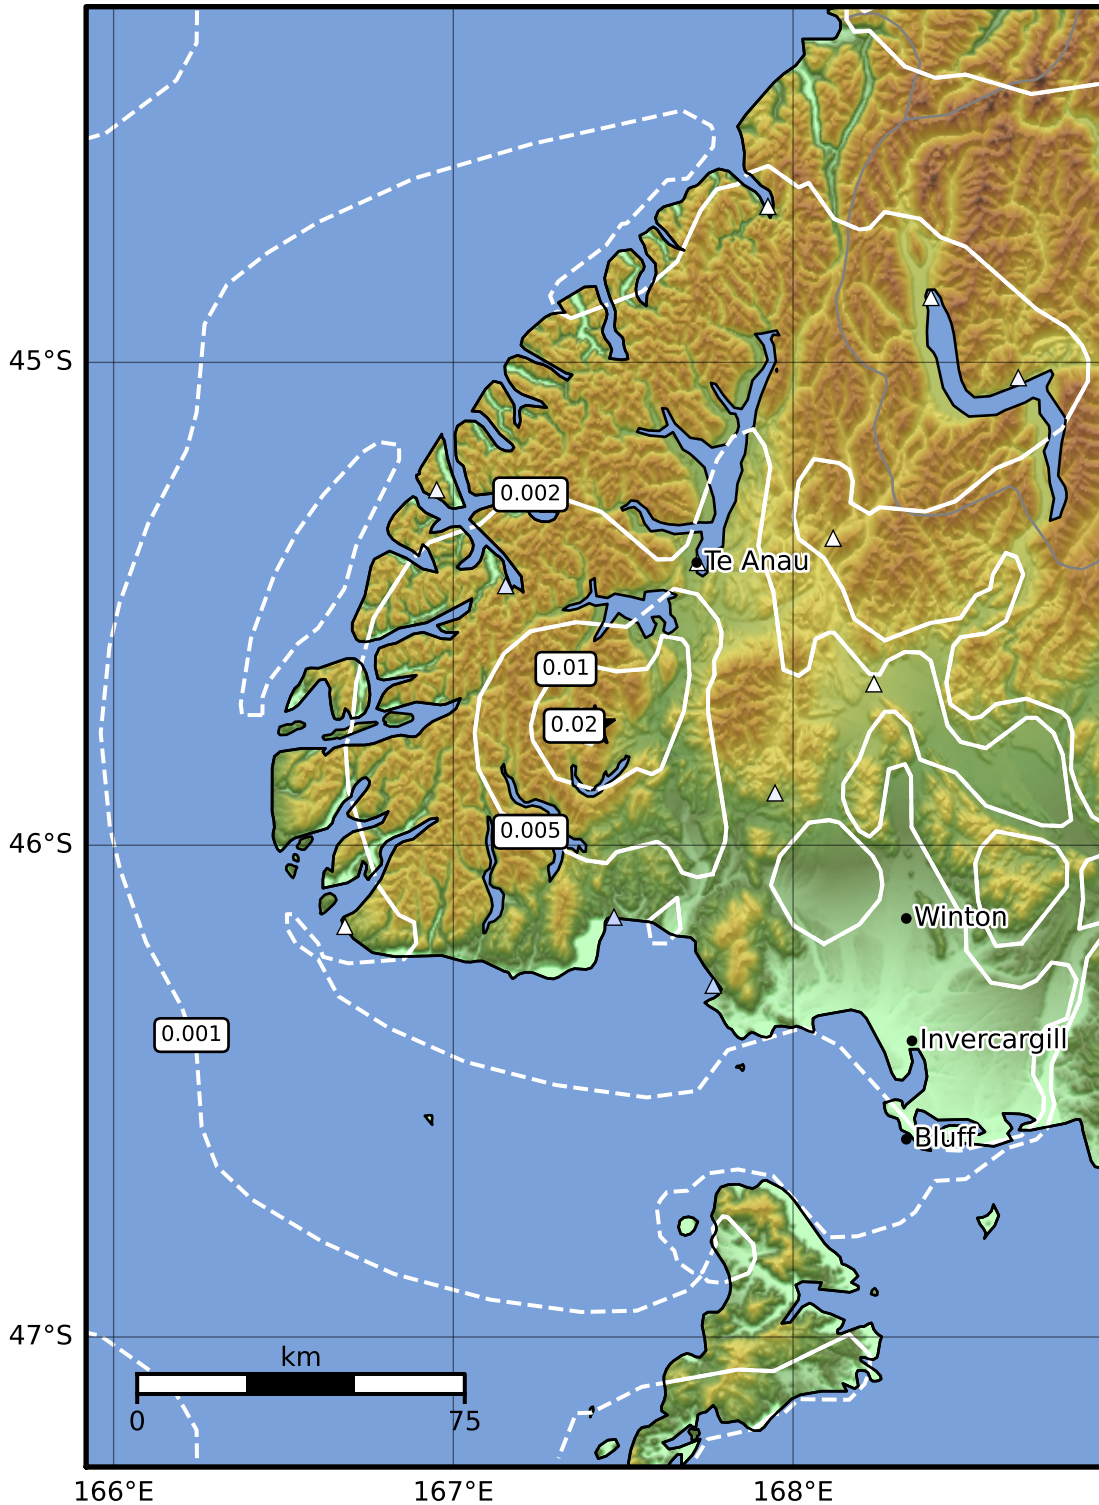 45°S
0.002
Te Anau
0.01
0.02
0.005
46°S
Winton
0.001
Invercargill
Bluff
47°S
km
0 75
166°E 167°E 168°E